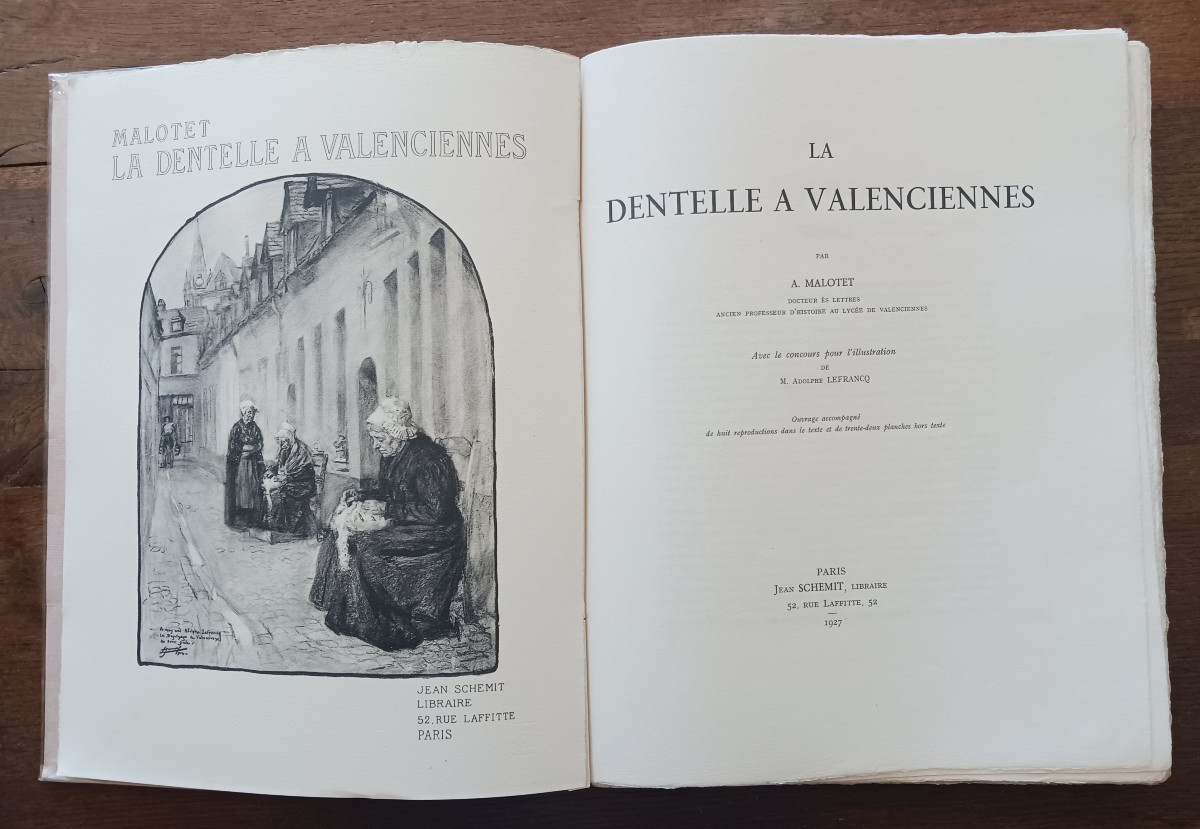 MALOTET
LA DENTELLE A VALENCIENNES
JEAN SCHEMIT
LIBRAIRE
52, RUE LAFFITTE
PARIS
LA
DENTELLE A VALENCIENNES
PAR
A. MALOTET
DOCTEUR ÈS LETTRES
ANCIEN PROFESSEUR D'HISTOIRE AU LYCÉE DE VALENCIENNES
Avec le concours pour l'illustration
DE
M. ADOLPHE LEFRANCQ
Ouvrage accompagné
de huit reproductions dans le texte et de trente-deux planches hors texte
PARIS
JEAN SCHEMIT, LIBRAIRE
52, RUE LAFFITTE, 52
1927